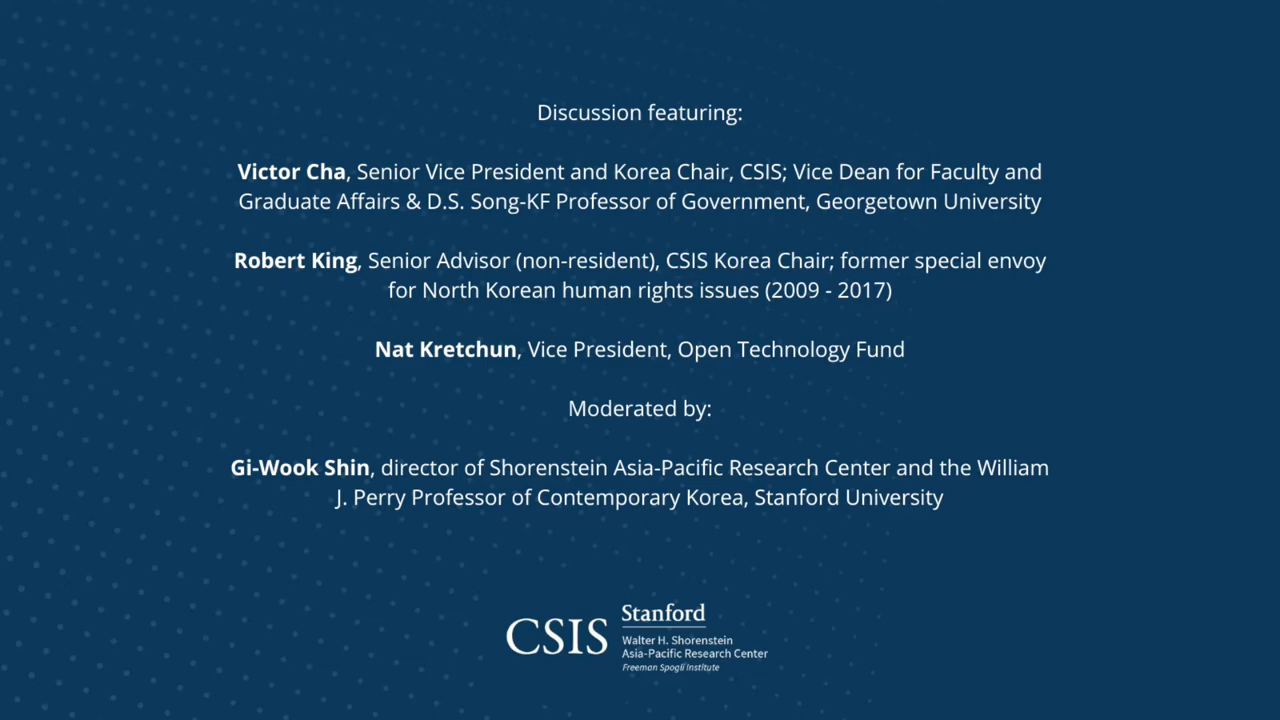 Discussion featuring:
Victor Cha, Senior Vice President and Korea Chair, CSIS; Vice Dean for Faculty and
Graduate Affairs & D.S. Song-KF Professor of Government, Georgetown University
Robert King, Senior Advisor (non-resident), CSIS Korea Chair; former special envoy
for North Korean human rights issues (2009 - 2017)
Nat Kretchun, Vice President, Open Technology Fund
Moderated by:
Gi-Wook Shin, director of Shorenstein Asia-Pacific Research Center and the William
J. Perry Professor of Contemporary Korea, Stanford University
CSIS
Stanford
Walter H. Shorenstein
Asia-Pacific Research Center
Freeman Spogli Institute